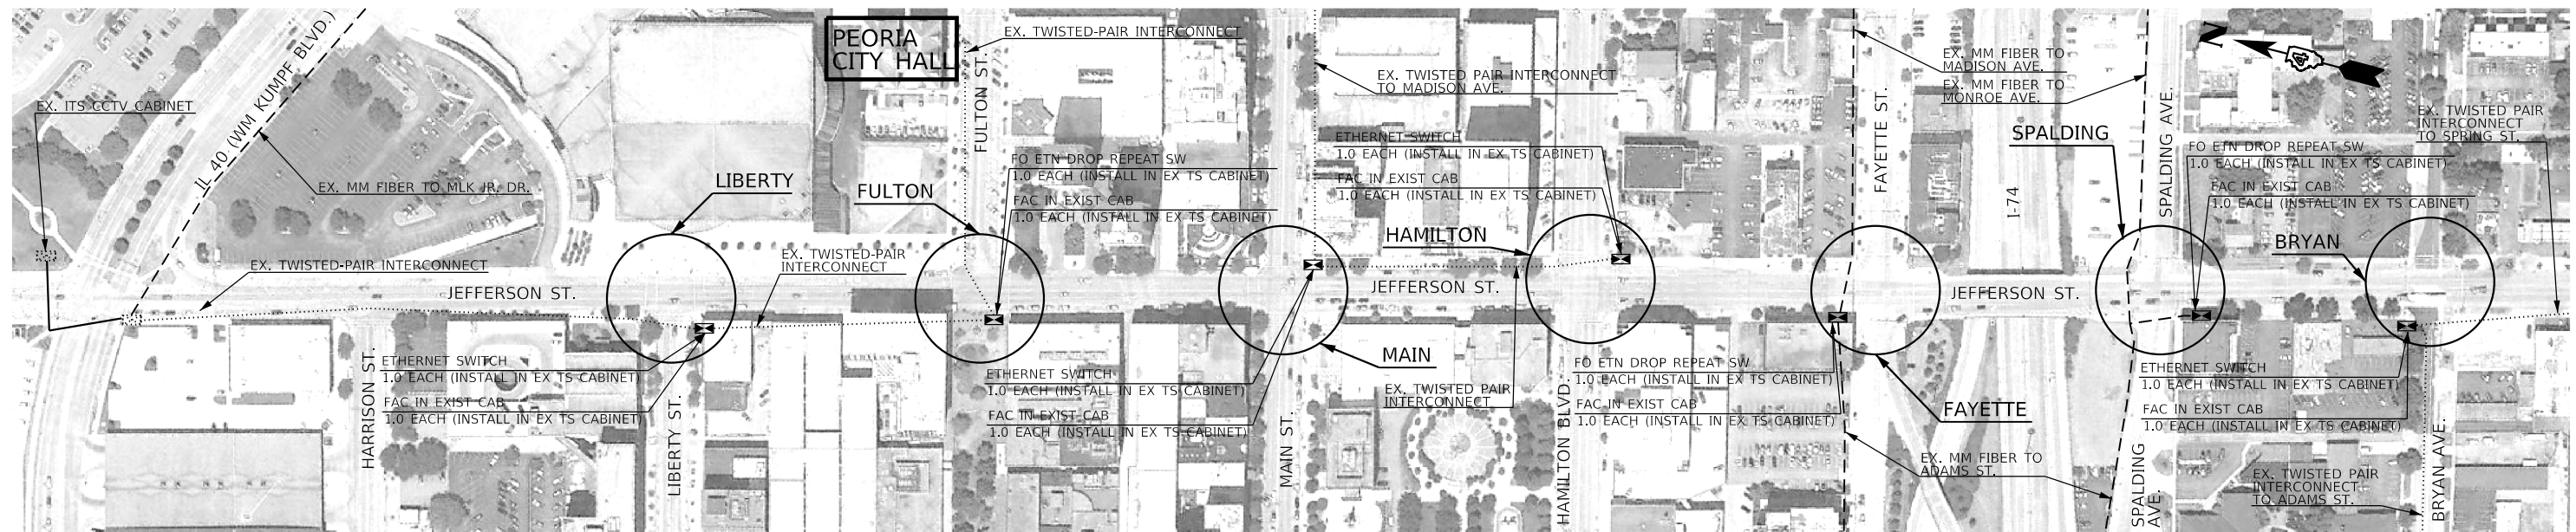 EX. ITS CCTV CABINET
IL 40 (WM KUMPF BLVD.)
EX. MM FIBER TO MLK JR. DR.
EX. TWISTED-PAIR INTERCONNECT
JEFFERSON ST.
HARRISON ST.
ETHERNET SWITCH
1.0 EACH (INSTALL IN EX TS CABINET)
FAC IN EXIST CAB
1.0 EACH (INSTALL IN EX TS CABINET)
LIBERTY
LIBERTY ST.
EX. TWISTED-PAIR
INTERCONNECT
PEORIA
CITY HALL
FULTON
FULTON ST.
EX. TWISTED-PAIR INTERCONNECT
FO ETN DROP REPEAT SW
1.0 EACH (INSTALL IN EX TS CABINET)
FAC IN EXIST CAB
1.0 EACH (INSTALL IN EX TS CABINET)
ETHERNET SWITCH
1.0 EACH (INSTALL IN EX TS CABINET)
FAC IN EXIST CAB
1.0 EACH (INSTALL IN EX TS CABINET)
MAIN ST.
MAIN
EX. TWISTED PAIR INTERCONNECT
TO MADISON AVE.
ETHERNET SWITCH
1.0 EACH (INSTALL IN EX TS CABINET)
FAC IN EXIST CAB
1.0 EACH (INSTALL IN EX TS CABINET)
HAMILTON
JEFFERSON ST.
EX. TWISTED PAIR
INTERCONNECT
HAMILTON BLVD.
FO ETN DROP REPEAT SW
1.0 EACH (INSTALL IN EX TS CABINET)
FAC IN EXIST CAB
1.0 EACH (INSTALL IN EX TS CABINET)
FAYETTE ST.
EX. MM FIBER TO
MADISON AVE.
EX. MM FIBER TO
MONROE AVE.
I-74
JEFFERSON ST.
FAYETTE
EX. MM FIBER TO
ADAMS ST.
SPALDING
SPALDING AVE.
SPALDING
AVE.
N
EX. TWISTED PAIR
INTERCONNECT
TO SPRING ST.
FO ETN DROP REPEAT SW
1.0 EACH (INSTALL IN EX TS CABINET)
FAC IN EXIST CAB
1.0 EACH (INSTALL IN EX TS CABINET)
BRYAN
ETHERNET SWITCH
1.0 EACH (INSTALL IN EX TS CABINET)
FAC IN EXIST CAB
1.0 EACH (INSTALL IN EX TS CABINET)
EX. TWISTED PAIR
INTERCONNECT
TO ADAMS ST.
BRYAN AVE.